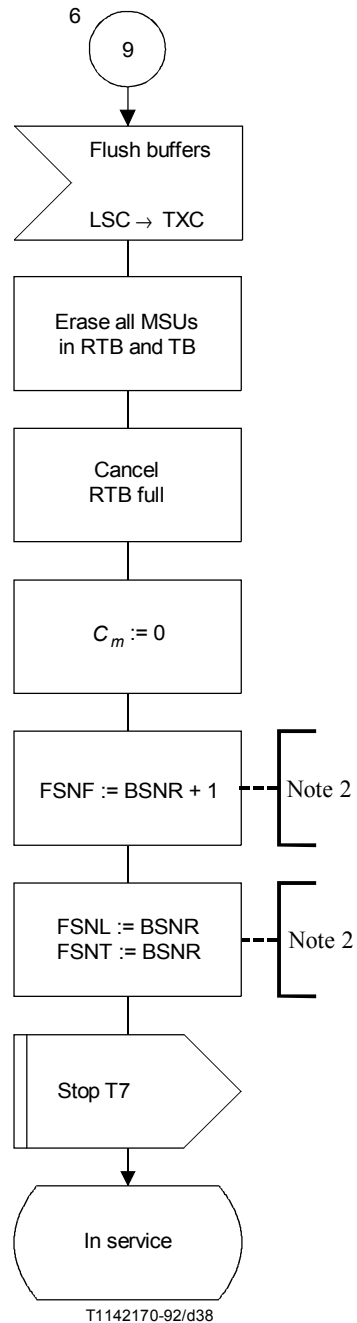 6
9
Flush buffers
LSC → TXC
Erase all MSUs
in RTB and TB
Cancel
RTB full
C_m := 0
FSNF := BSNR + 1
Note 2
FSNL := BSNR
FSNT := BSNR
Note 2
Stop T7
In service
T1142170-92/d38